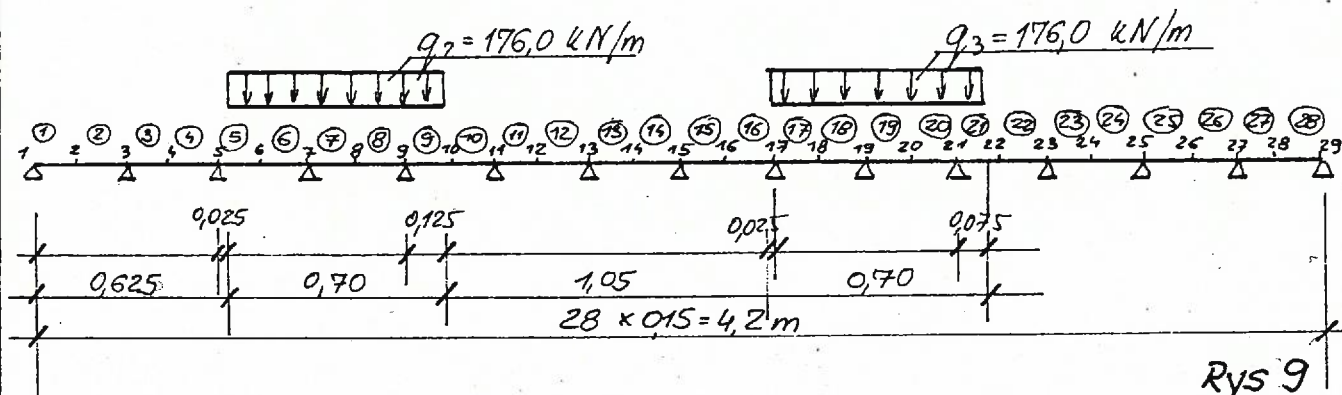 q₂ = 176,0 kN/m q₃ = 176,0 kN/m
① ② ③ ④ ⑤ ⑥ ⑦ ⑧ ⑨ ⑩ ⑪ ⑫ ⑬ ⑭ ⑮ ⑯ ⑰ ⑱ ⑲ ⑳ ㉑ ㉒ ㉓ ㉔ ㉕ ㉖ ㉗ ㉘
1 2 3 4 5 6 7 8 9 10 11 12 13 14 15 16 17 18 19 20 21 22 23 24 25 26 27 28 29
0,025 0,125 0,025 0,075
0,625 0,70 1,05 0,70
28 × 015 = 4,2 m
Rys 9